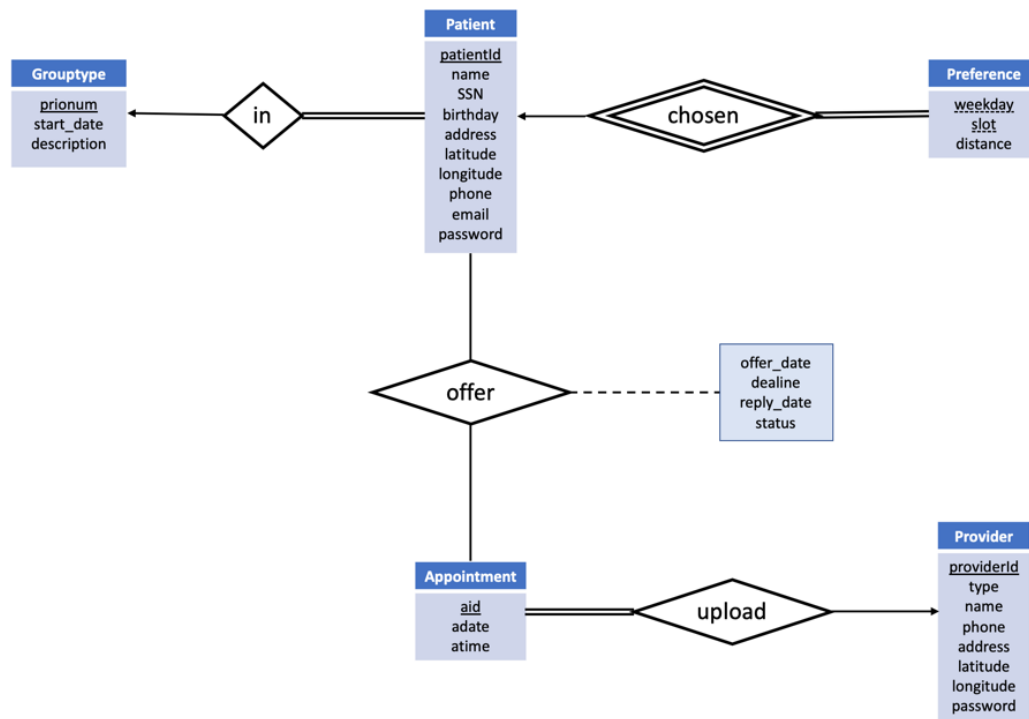 Patient
patientId
name
SSN
birthday
address
latitude
longitude
phone
email
password
Grouptype
prionum
start_date
description
in
chosen
Preference
weekday
slot
distance
offer
offer_date
dealine
reply_date
status
Appointment
aid
adate
atime
upload
Provider
providerId
type
name
phone
address
latitude
longitude
password